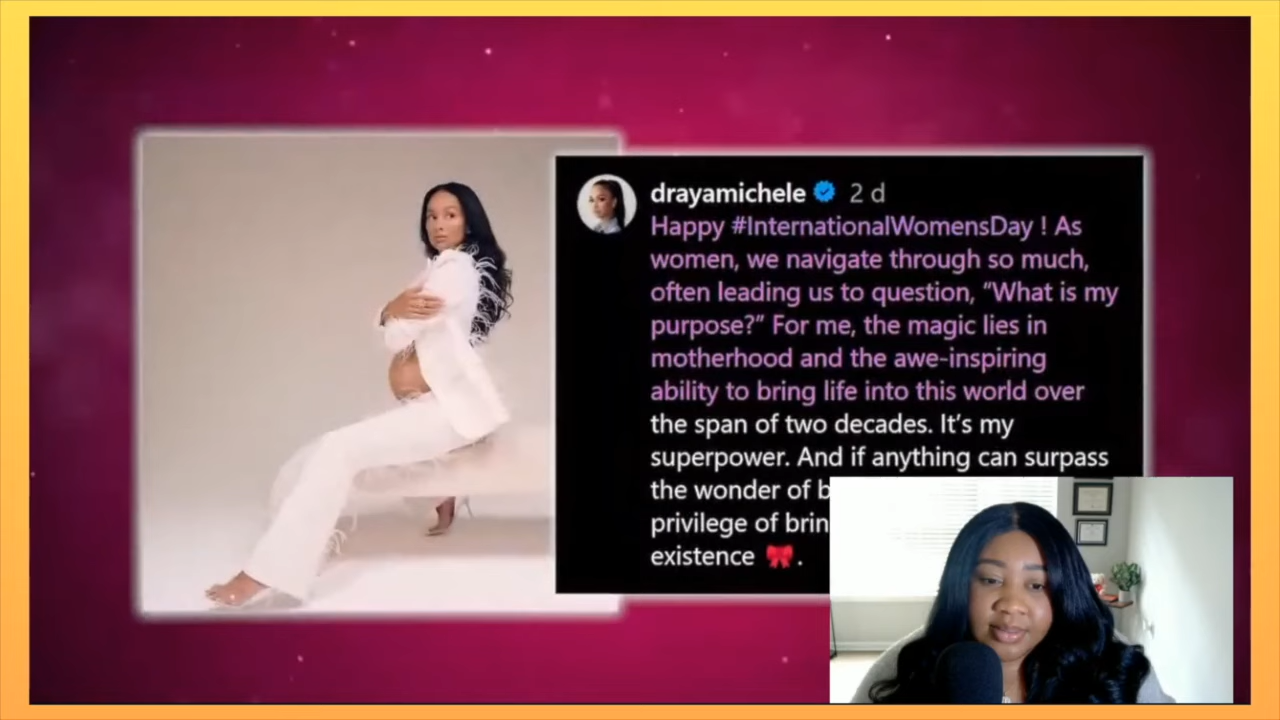 drayamichele 2 d
Happy #InternationalWomensDay ! As
women, we navigate through so much,
often leading us to question, “What is my
purpose?” For me, the magic lies in
motherhood and the awe-inspiring
ability to bring life into this world over
the span of two decades. It’s my
superpower. And if anything can surpass
the wonder of
privilege of
existence 🎀.